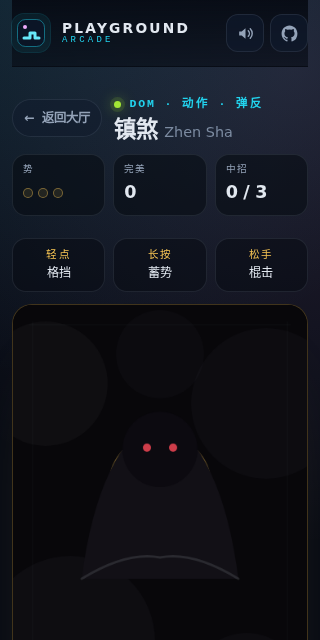 PLAYGROUND
ARCADE
← 返回大厅
DOM · 动作 · 弹反
镇煞 Zhen Sha
势
完美
0
中招
0 / 3
轻点
格挡
长按
蓄势
松手
棍击